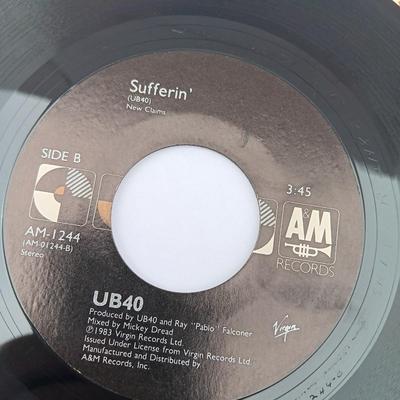 Sufferin'
(UB40)
New Claims
SIDE B
3:45
AM-1244
(AM-01244-B)
Stereo
A&M
RECORDS
UB40
Produced by UB40 and Ray "Pablo" Falconer
Mixed by Mickey Dread
Ⓟ1983 Virgin Records Ltd.
Issued Under License from Virgin Records Ltd.
Manufactured and Distributed by
A&M Records, Inc.
Virgin